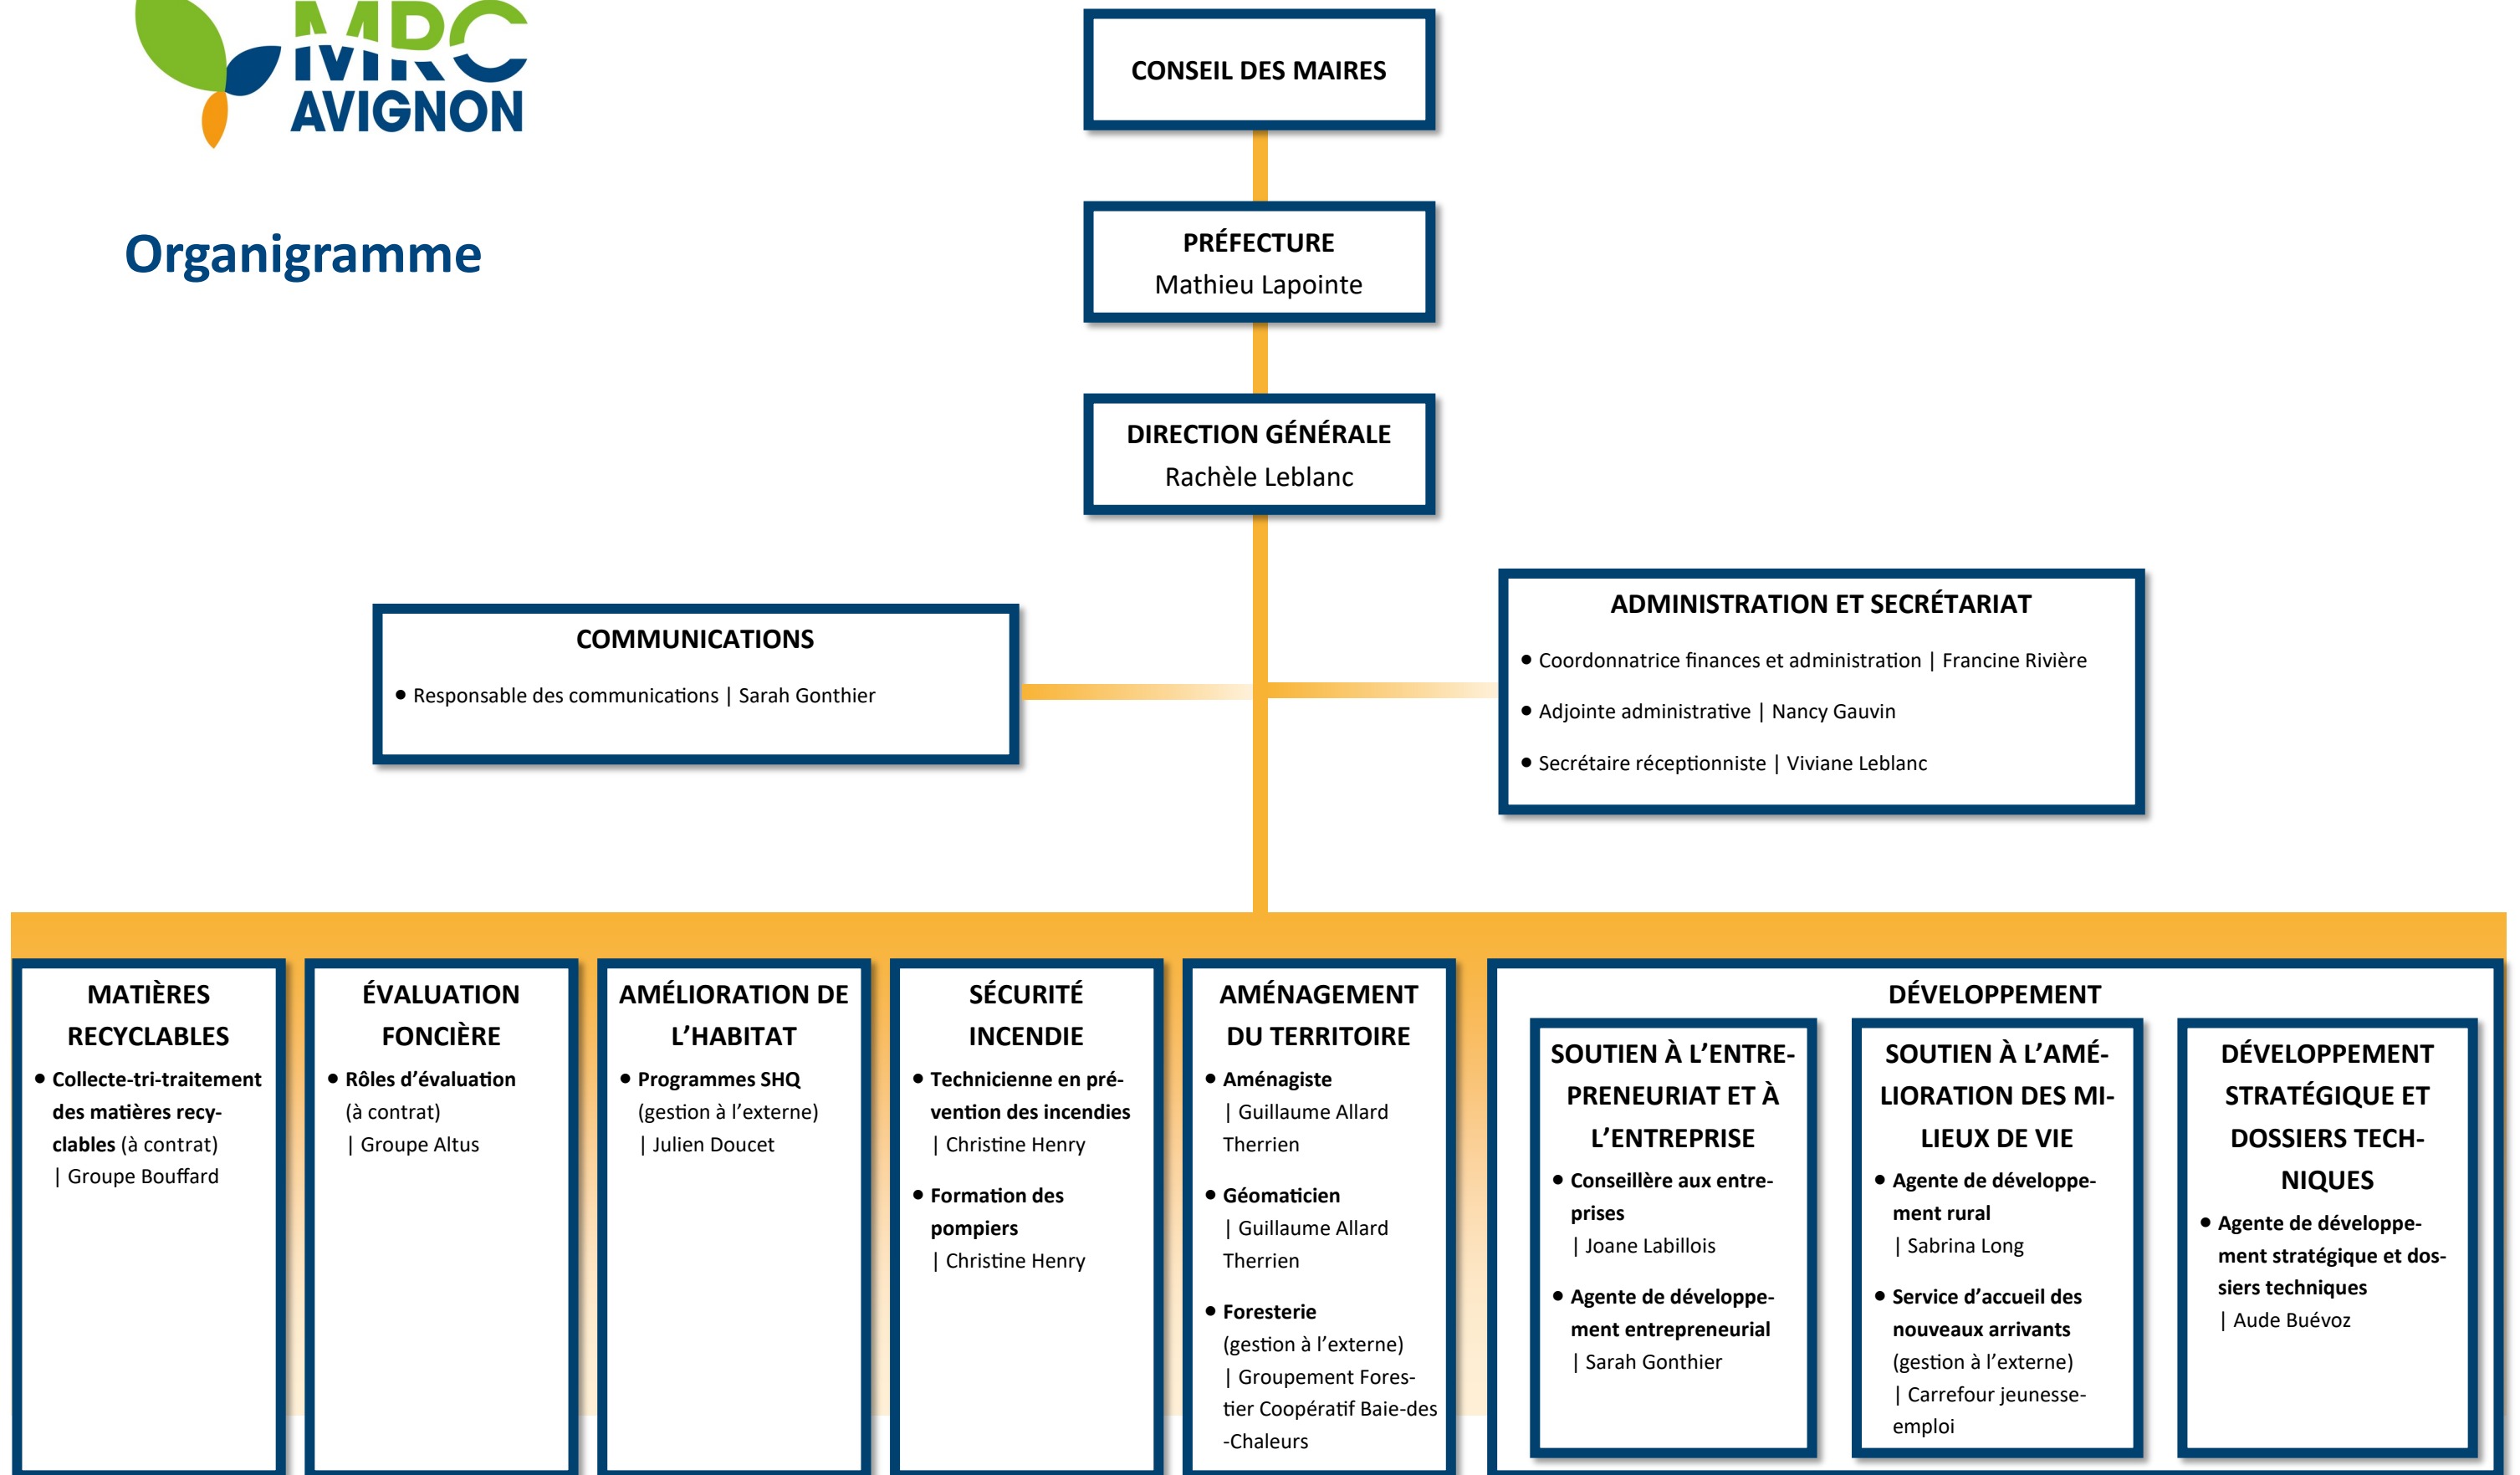 MRC
AVIGNON
Organigramme
CONSEIL DES MAIRES
PRÉFECTURE
Mathieu Lapointe
DIRECTION GÉNÉRALE
Rachèle Leblanc
COMMUNICATIONS
• Responsable des communications | Sarah Gonthier
ADMINISTRATION ET SECRÉTARIAT
• Coordonnatrice finances et administration | Francine Rivière
• Adjointe administrative | Nancy Gauvin
• Secrétaire réceptionniste | Viviane Leblanc
MATIÈRES
RECYCLABLES
• Collecte-tri-traitement
des matières recy-
clables (à contrat)
| Groupe Bouffard
ÉVALUATION
FONCIÈRE
• Rôles d’évaluation
(à contrat)
| Groupe Altus
AMÉLIORATION DE
L’HABITAT
• Programmes SHQ
(gestion à l’externe)
| Julien Doucet
SÉCURITÉ
INCENDIE
• Technicienne en pré-
vention des incendies
| Christine Henry
• Formation des
pompiers
| Christine Henry
AMÉNAGEMENT
DU TERRITOIRE
• Aménagiste
| Guillaume Allard
Therrien
• Géomaticien
| Guillaume Allard
Therrien
• Foresterie
(gestion à l’externe)
| Groupement Fores-
tier Coopératif Baie-des
-Chaleurs
DÉVELOPPEMENT
SOUTIEN À L’ENTRE-
PRENEURIAT ET À
L’ENTREPRISE
• Conseillère aux entre-
prises
| Joane Labillois
• Agente de développe-
ment entrepreneurial
| Sarah Gonthier
SOUTIEN À L’AMÉ-
LIORATION DES MI-
LIEUX DE VIE
• Agente de développe-
ment rural
| Sabrina Long
• Service d’accueil des
nouveaux arrivants
(gestion à l’externe)
| Carrefour jeunesse-
emploi
DÉVELOPPEMENT
STRATÉGIQUE ET
DOSSIERS TECH-
NIQUES
• Agente de développe-
ment stratégique et dos-
siers techniques
| Aude Buévoz